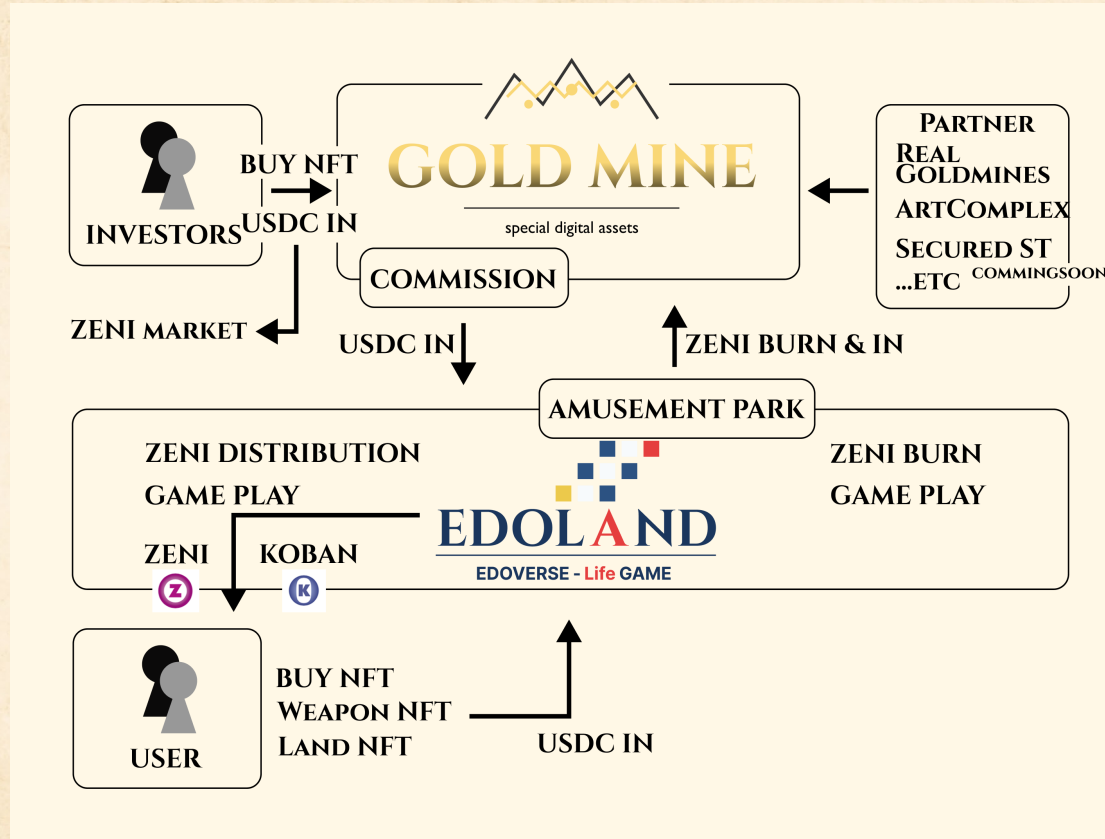 INVESTORS
BUY NFT
USDC IN
GOLD MINE
special digital assets
COMMISSION
PARTNER
REAL
GOLDMINES
ARTCOMPLEX
SECURED ST
...ETC COMMINGSOON
ZENI MARKET
USDC IN
ZENI BURN & IN
AMUSEMENT PARK
ZENI DISTRIBUTION
GAME PLAY
ZENI
KOBAN
Z
K
EDOLAND
EDOVERSE - Life GAME
ZENI BURN
GAME PLAY
USER
BUY NFT
WEAPON NFT
LAND NFT
USDC IN